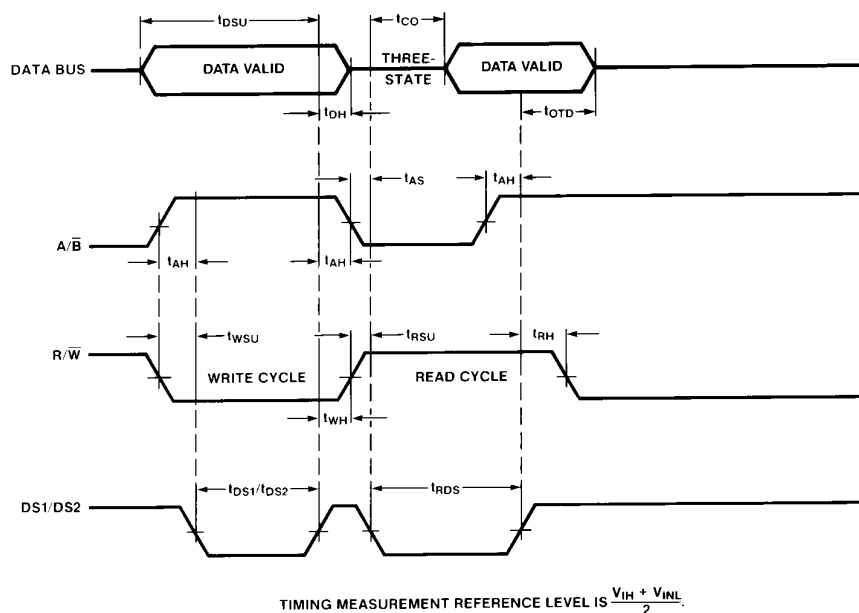 tDSU
tCO
DATA BUS
DATA VALID
THREE-
STATE
DATA VALID
tDH
tOTD
tAS
tAH
A/B̅
tAH
tAH
tWSU
tRSU
tRH
R/W̅
WRITE CYCLE
READ CYCLE
tWH
tDS1/tDS2
tRDS
DS1/DS2
TIMING MEASUREMENT REFERENCE LEVEL IS (VIH + VINL)/2.